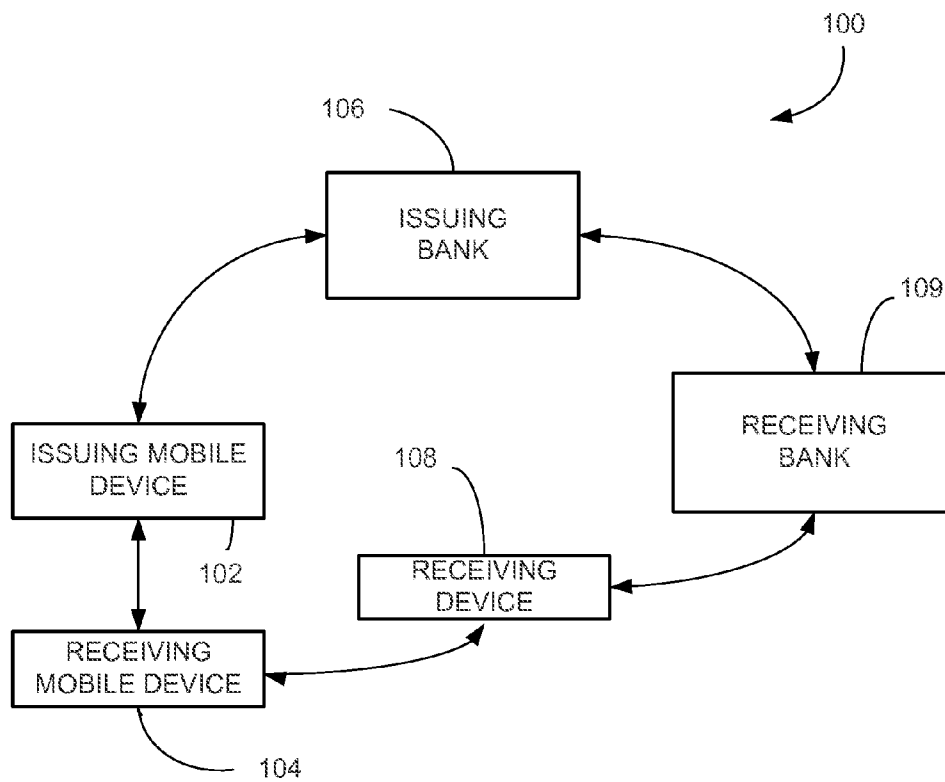 100
106
ISSUING
BANK
109
RECEIVING
BANK
ISSUING MOBILE
DEVICE
108
102
RECEIVING
DEVICE
RECEIVING
MOBILE DEVICE
104